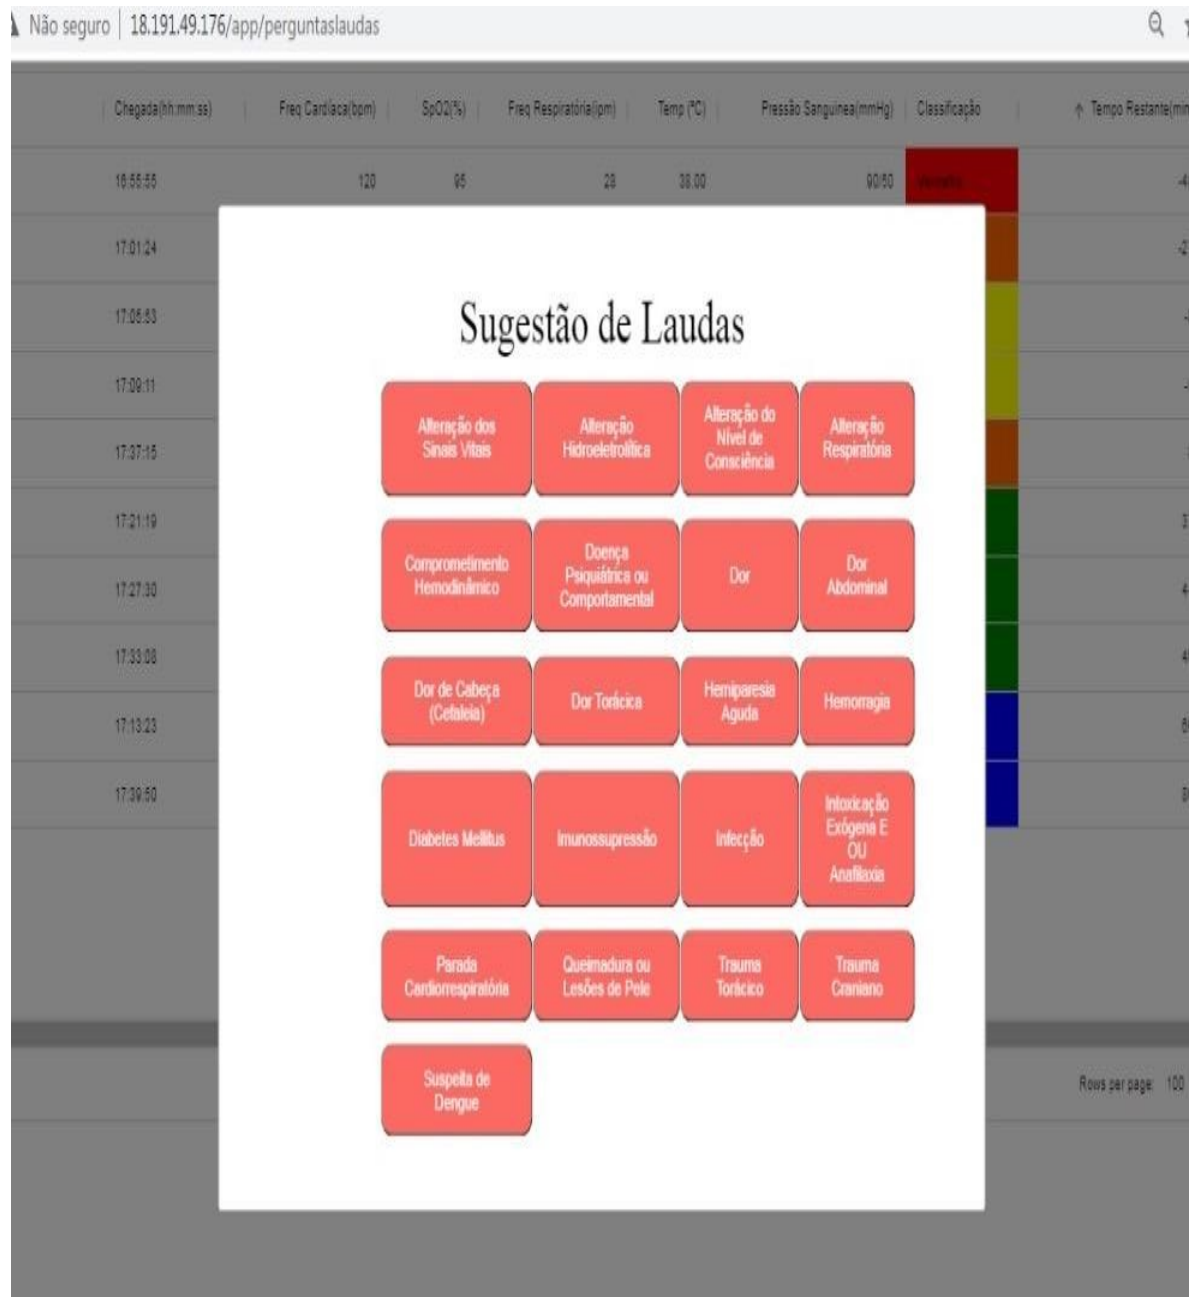 Não seguro | 18.191.49.176/app/perguntaslaudas
Chegada(hh:mm:ss) Freq Cardíaca(bpm) SpO2(%) Freq Respiratória(ipm) Temp (°C) Pressão Sanguinea(mmHg) Classificação ↑ Tempo Restante(min
16:55:55 120 95 28 38.00 90/60 Vermelho
17:01:24
17:05:53
17:09:11
17:37:15
17:21:19
17:27:30
17:33:08
17:13:23
17:39:50
Sugestão de Laudas
Alteração dos
Sinais Vitais
Alteração
Hidroeletrolítica
Alteração do
Nível de
Consciência
Alteração
Respiratória
Comprometimento
Hemodinâmico
Doença
Psiquiátrica ou
Comportamental
Dor
Dor
Abdominal
Dor de Cabeça
(Cefaleia)
Dor Torácica
Hemiparesia
Aguda
Hemorragia
Diabetes Mellitus
Imunossupressão
Infecção
Intoxicação
Exógena E
OU
Anafilaxia
Parada
Cardiorrespiratória
Queimadura ou
Lesões de Pele
Trauma
Torácico
Trauma
Craniano
Suspeita de
Dengue
Rows per page: 100